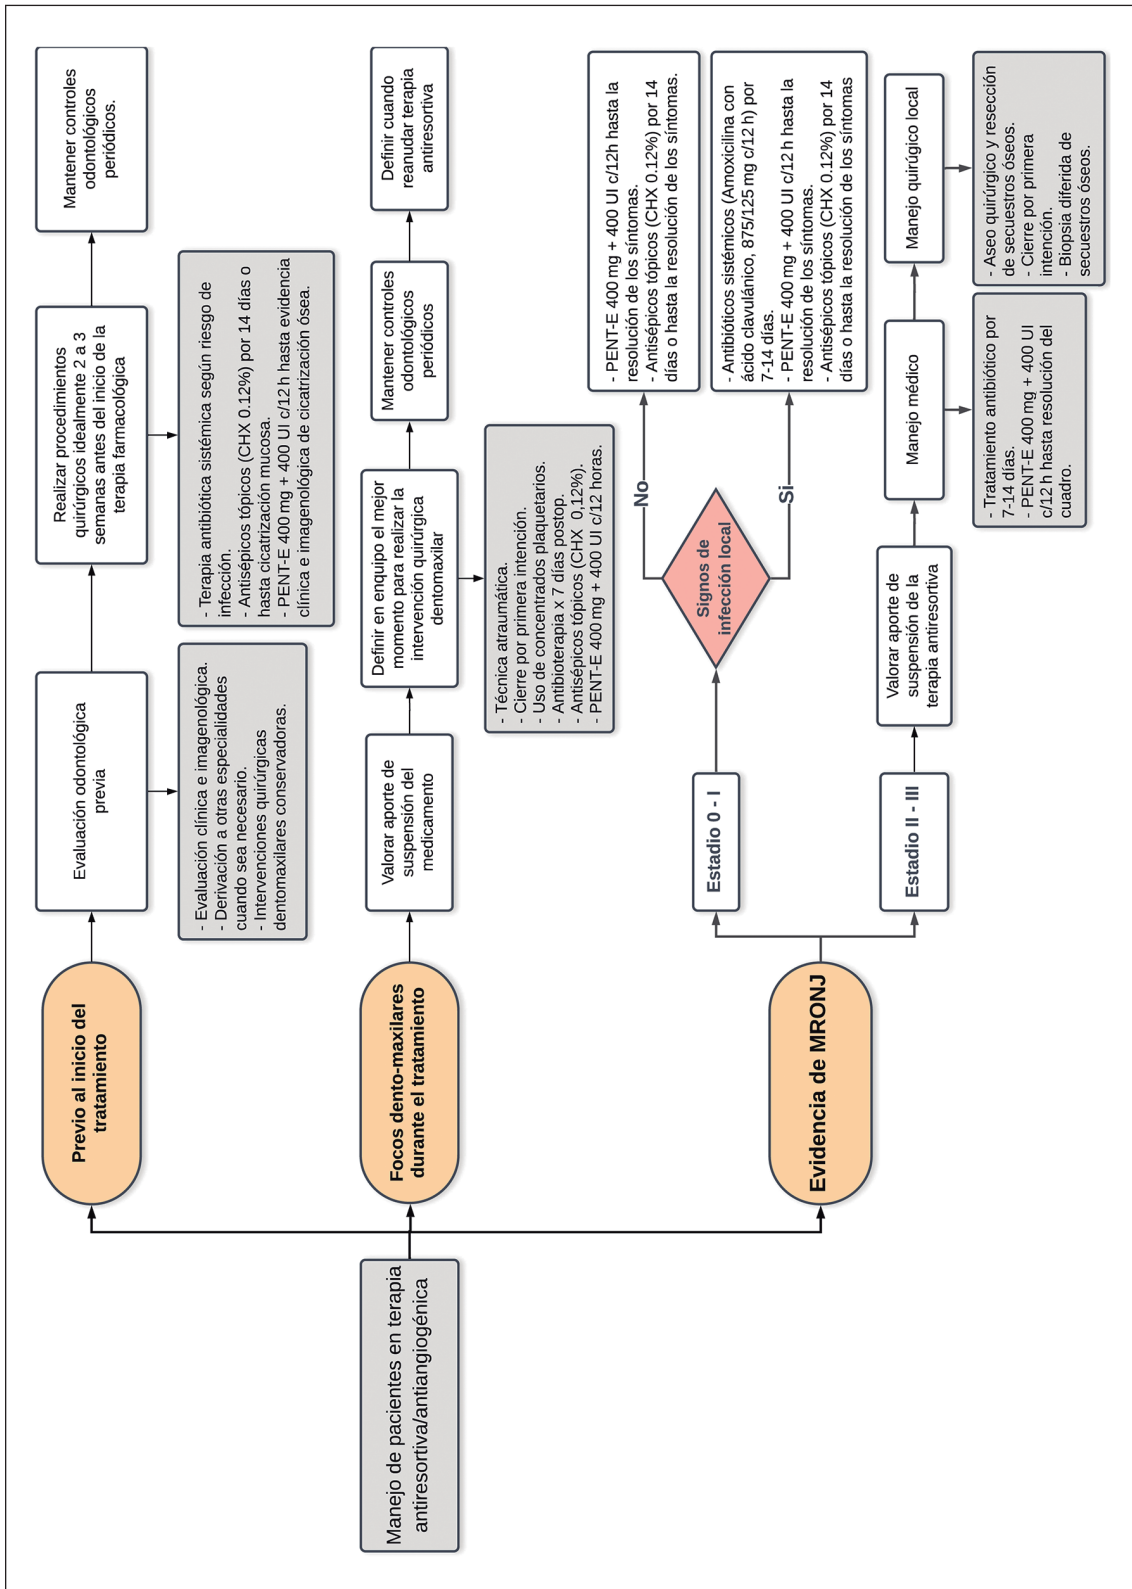 Manejo de pacientes en terapia
antiresortiva/antiangiogénica
Previo al inicio del
tratamiento
Evaluación odontológica
previa
- Evaluación clínica e imagenológica.
- Derivación a otras especialidades
cuando sea necesario.
- Intervenciones quirúrgicas
dentomaxilares conservadoras.
Realizar procedimientos
quirúrgicos idealmente 2 a 3
semanas antes del inicio de la
terapia farmacológica
- Terapia antibiótica sistémica según riesgo de
infección.
- Antisépicos tópicos (CHX 0.12%) por 14 días o
hasta cicatrización mucosa.
- PENT-E 400 mg + 400 UI c/12 h hasta evidencia
clínica e imagenológica de cicatrización ósea.
Mantener controles
odontológicos
periódicos.
Focos dento-maxilares
durante el tratamiento
Valorar aporte de
suspensión del
medicamento
Definir en enquipo el mejor
momento para realizar la
intervención quirúrgica
dentomaxilar
- Técnica atraumática.
- Cierre por primera intención.
- Uso de concentrados plaquetarios.
- Antibioterapia x 7 días postop.
- Antisépicos tópicos (CHX 0,12%).
- PENT-E 400 mg + 400 UI c/12 horas.
Mantener controles
odontológicos
periódicos
Definir cuando
reanudar terapia
antiresortiva
Evidencia de MRONJ
Estadio 0 - I
Signos de
infección local
No
- PENT-E 400 mg + 400 UI c/12h hasta la
resolución de los síntomas.
- Antisépicos tópicos (CHX 0.12%) por 14
días o hasta la resolución de los síntomas.
Si
- Antibióticos sistémicos (Amoxicilina con
ácido clavulánico, 875/125 mg c/12 h) por
7-14 días.
- PENT-E 400 mg + 400 UI c/12 h hasta la
resolución de los síntomas.
- Antisépicos tópicos (CHX 0.12%) por 14
días o hasta la resolución de los síntomas
Estadio II - III
Valorar aporte de
suspensión de la
terapia antiresortiva
Manejo médico
- Tratamiento antibiótico por
7-14 días.
- PENT-E 400 mg + 400 UI
c/12 h hasta resolución del
cuadro.
Manejo quirúgico local
- Aseo quirúrgico y resección
de secuestros óseos.
- Cierre por primera
intención.
- Biopsia diferida de
secuestros óseos.